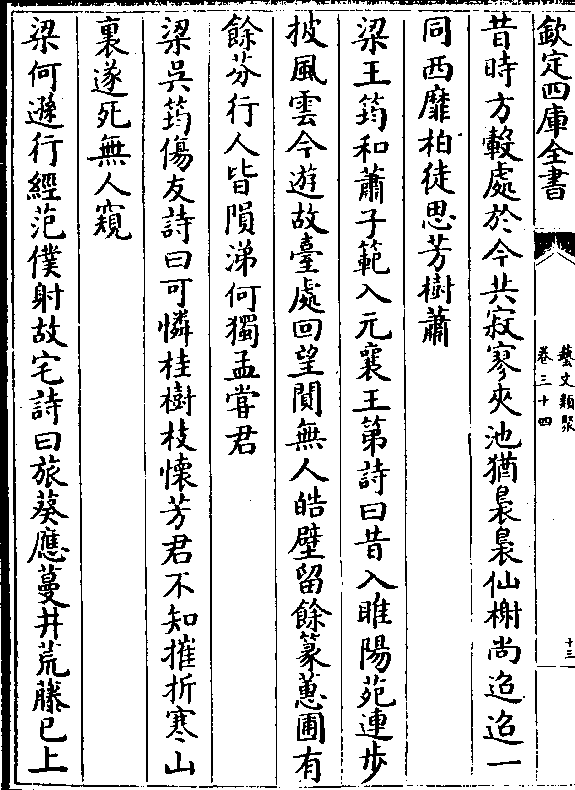 欽定四庫全書
藝文類聚
卷三十四
十三
昔時方轂處於今共寂寥夾池猶裊裊仙榭尚迢迢一
同西靡柏徒思芳樹蕭
梁王筠和蕭子範入元襄王第詩曰昔入睢陽苑連步
披風雲今遊故臺處回望閴無人皓壁留餘篆蕙圃有
餘芬行人皆隕涕何獨孟嘗君
梁吳筠傷友詩曰可憐桂樹枝懷芳君不知摧折寒山
裏遂死無人窺
梁何遜行經范僕射故宅詩曰旅葵應蔓井荒藤已上